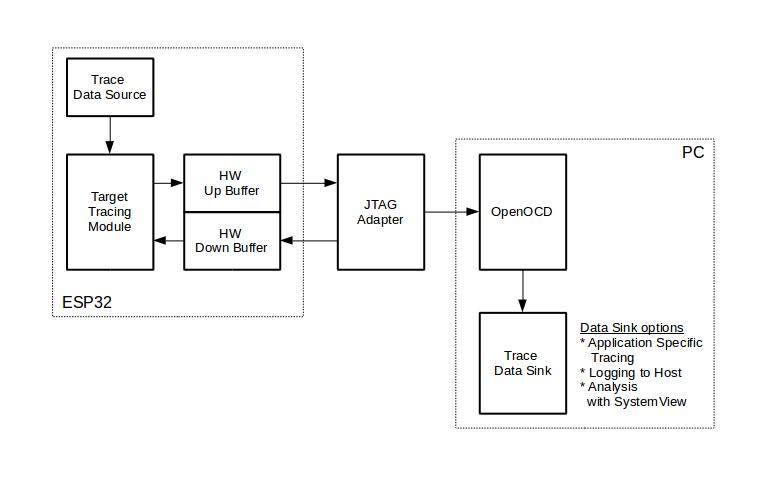 Trace
Data Source
Target
Tracing
Module
HW
Up Buffer
HW
Down Buffer
ESP32
JTAG
Adapter
PC
OpenOCD
Trace
Data Sink
Data Sink options
* Application Specific
Tracing
* Logging to Host
* Analysis
with SystemView